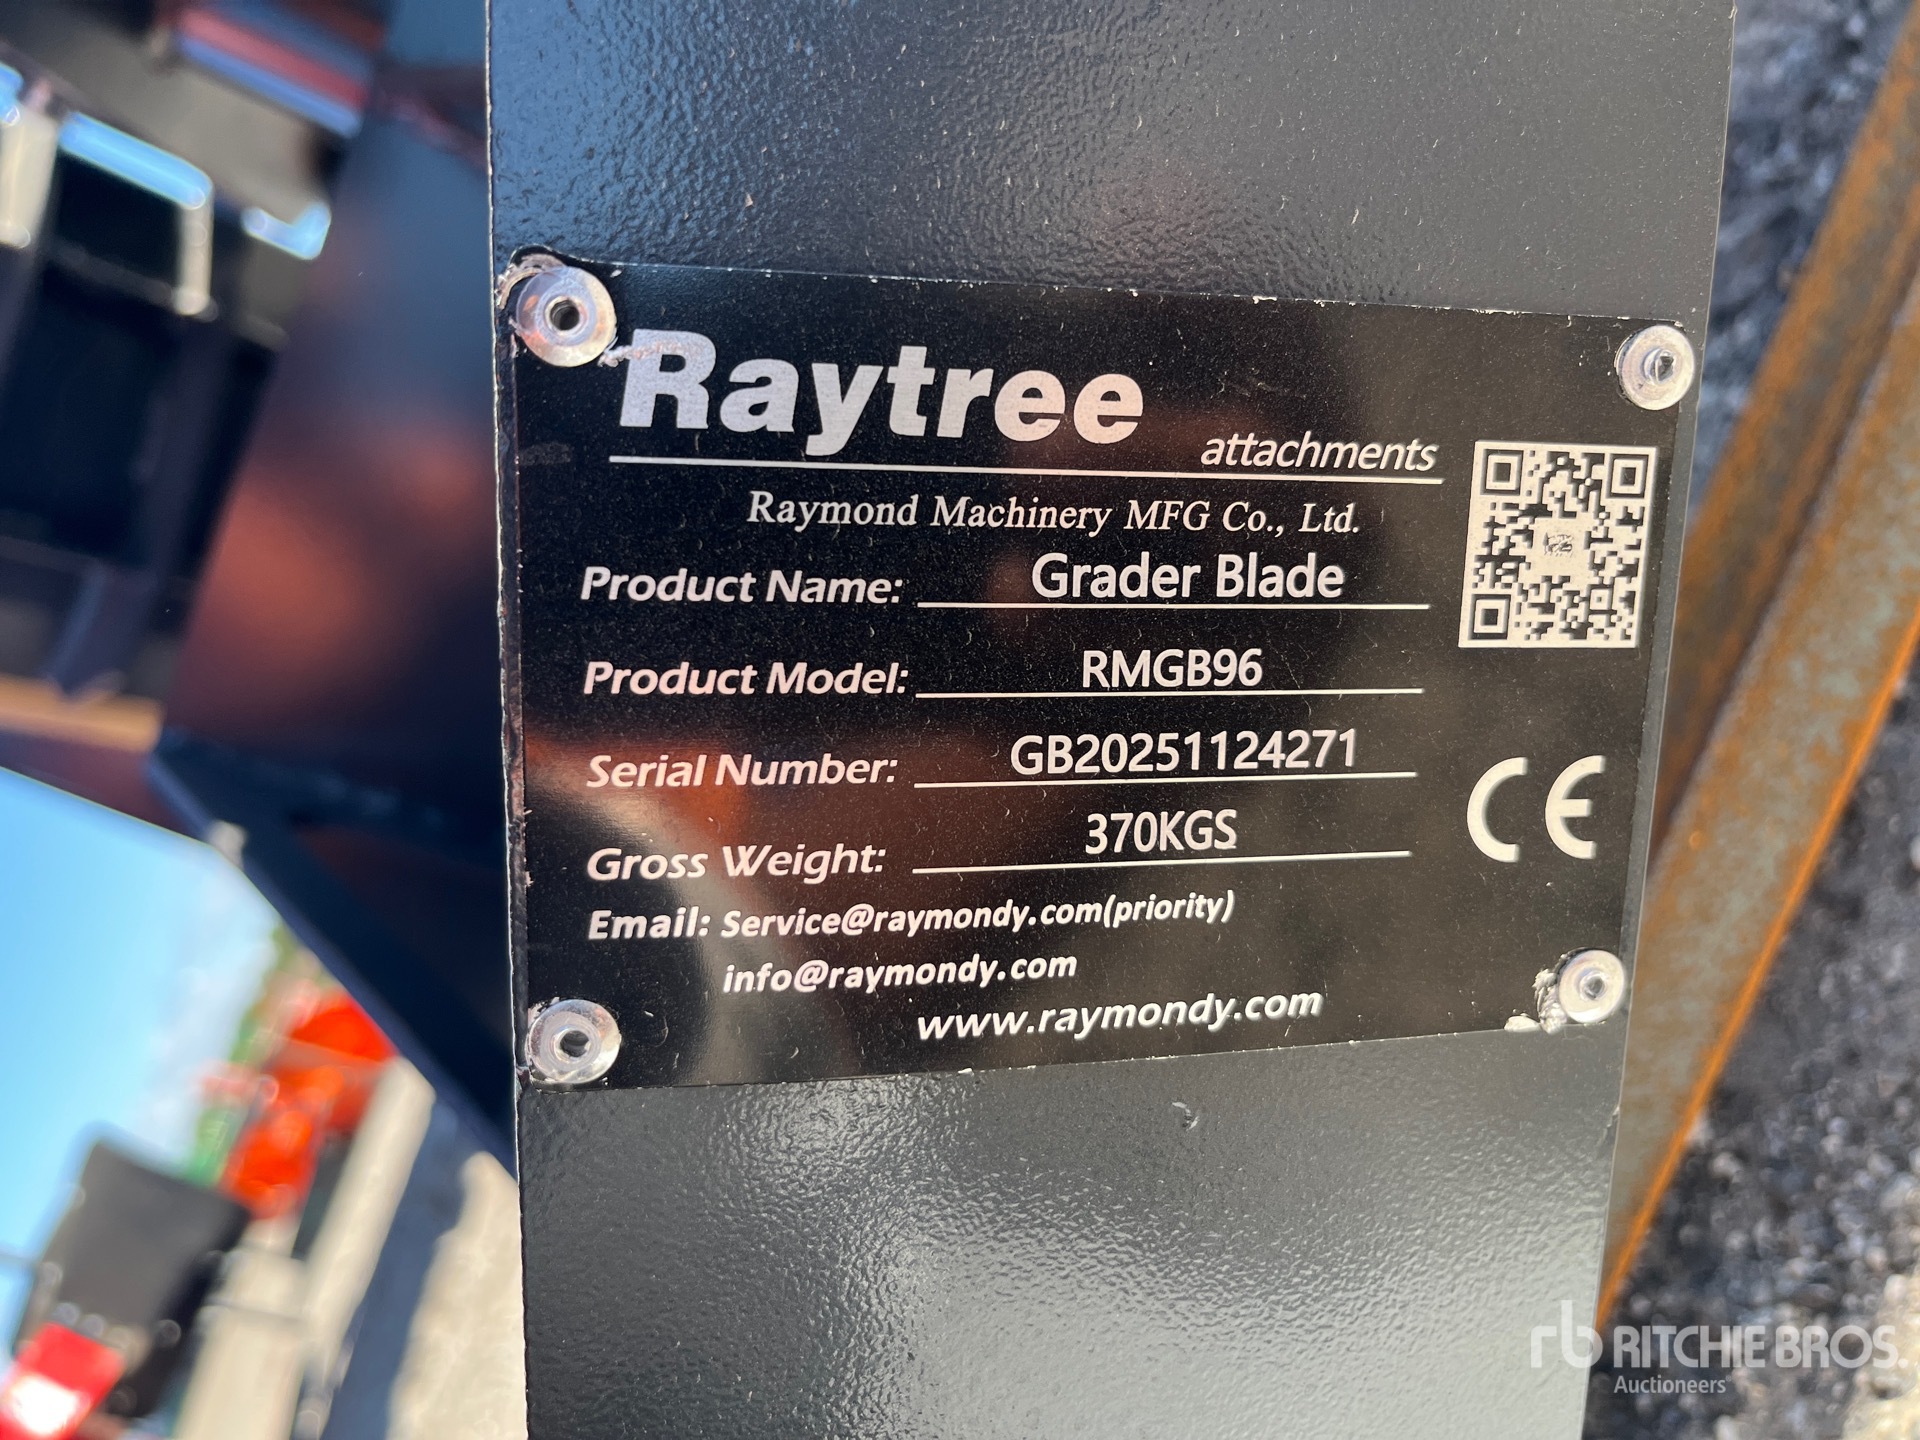 Raytree
attachments
Raymond Machinery MFG Co., Ltd.
Product Name: Grader Blade
Product Model: RMGB96
Serial Number: GB20251124271
Gross Weight: 370KGS
CE
Email: Service@raymondy.com(priority)
info@raymondy.com
www.raymondy.com
rb RITCHIE BROS.
Auctioneers